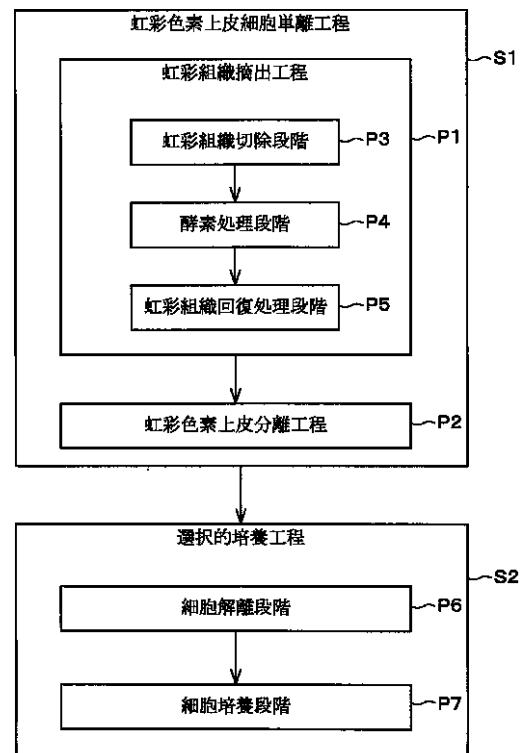 虹彩色素上皮細胞単離工程
S1
虹彩組織摘出工程
P1
虹彩組織切除段階
P3
酵素処理段階
P4
虹彩組織回復処理段階
P5
虹彩色素上皮分離工程
P2
選択的培養工程
S2
細胞解離段階
P6
細胞培養段階
P7